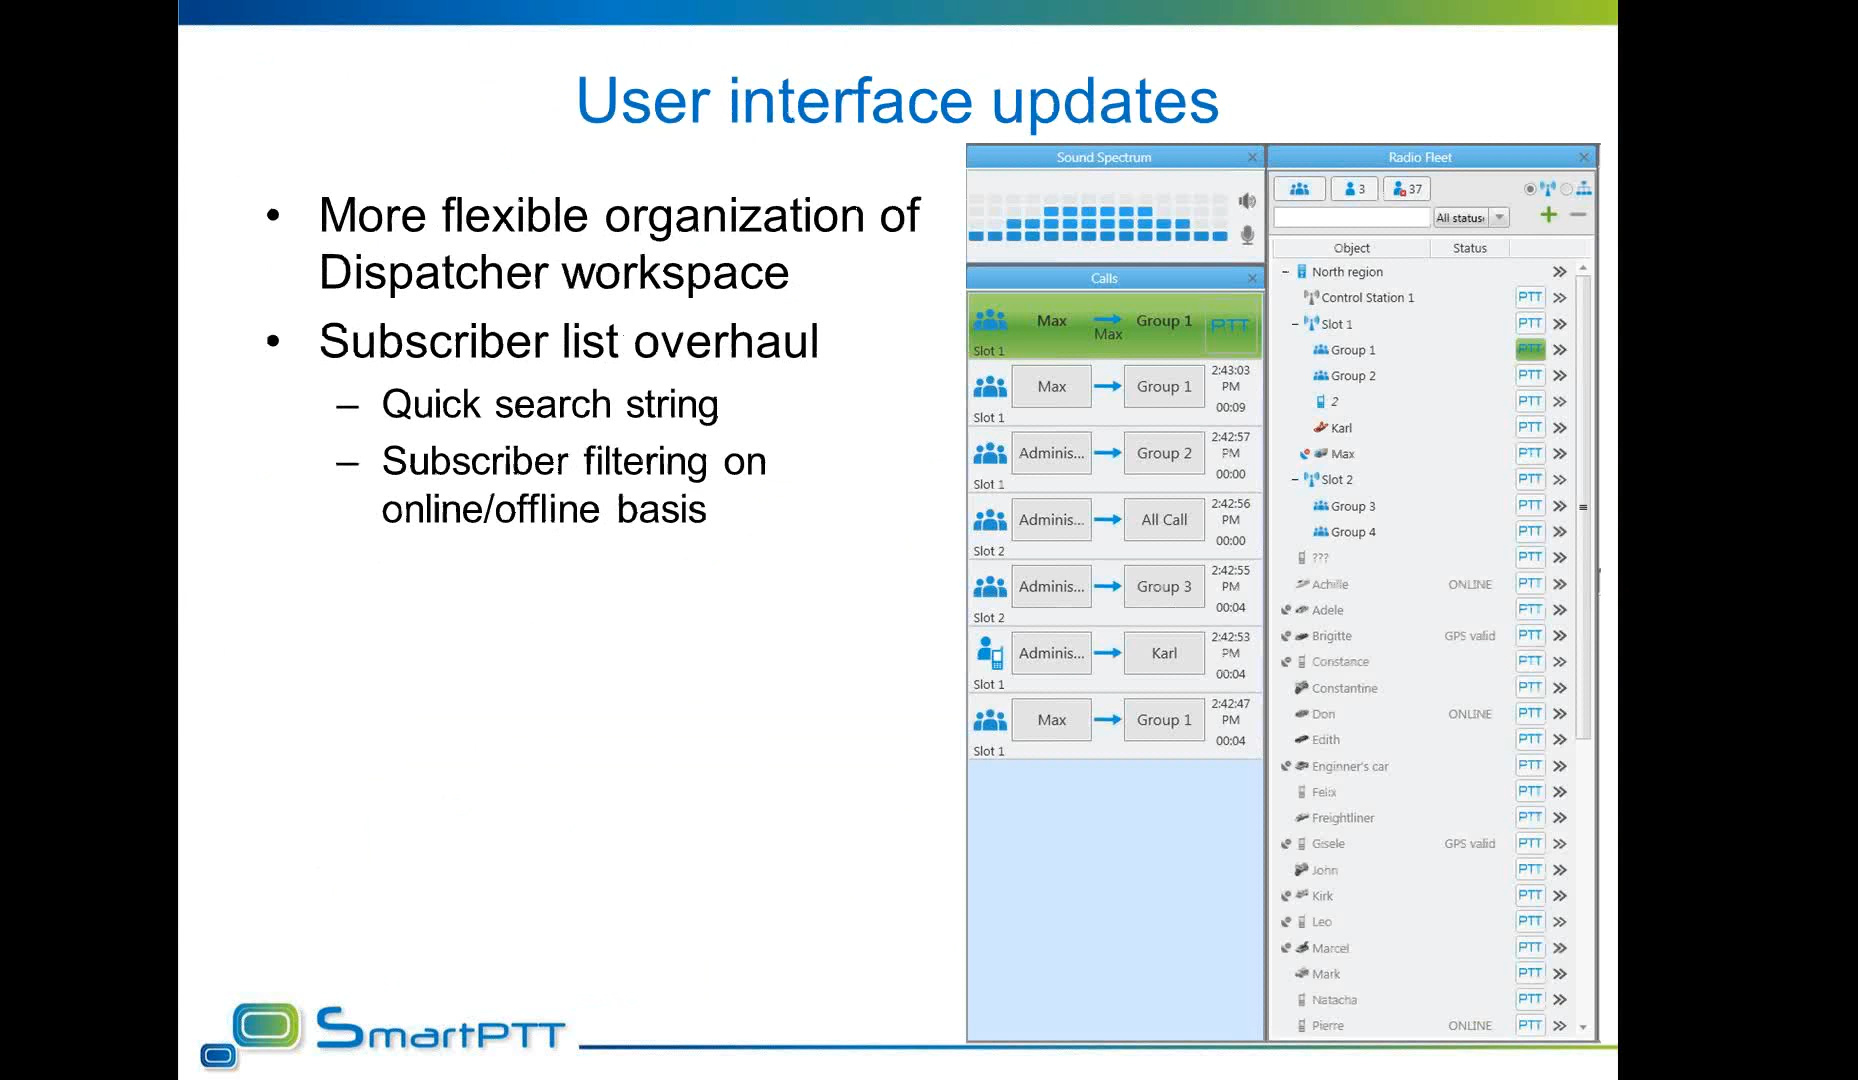 User interface updates
• More flexible organization of
Dispatcher workspace
• Subscriber list overhaul
– Quick search string
– Subscriber filtering on
online/offline basis
SmartPTT
Sound Spectrum
Calls
Max Group 1 PTT
Max
Slot 1
Max Group 1 2:43:03 PM 00:09
Slot 1
Adminis... Group 2 2:42:57 PM 00:00
Slot 1
Adminis... All Call 2:42:56 PM 00:00
Slot 2
Adminis... Group 3 2:42:55 PM 00:04
Slot 2
Adminis... Karl 2:42:53 PM 00:04
Slot 1
Max Group 1 2:42:47 PM 00:04
Slot 1
Radio Fleet
3 37
All status
Object Status
North region
Control Station 1 PTT
Slot 1 PTT
Group 1 PTT
Group 2 PTT
2 PTT
Karl PTT
Max PTT
Slot 2 PTT
Group 3 PTT
Group 4 PTT
??? PTT
Achille ONLINE PTT
Adele PTT
Brigitte GPS valid PTT
Constance PTT
Constantine PTT
Don ONLINE PTT
Edith PTT
Enginner's car PTT
Felix PTT
Freightliner PTT
Gisele GPS valid PTT
John PTT
Kirk PTT
Leo PTT
Marcel PTT
Mark PTT
Natacha PTT
Pierre ONLINE PTT